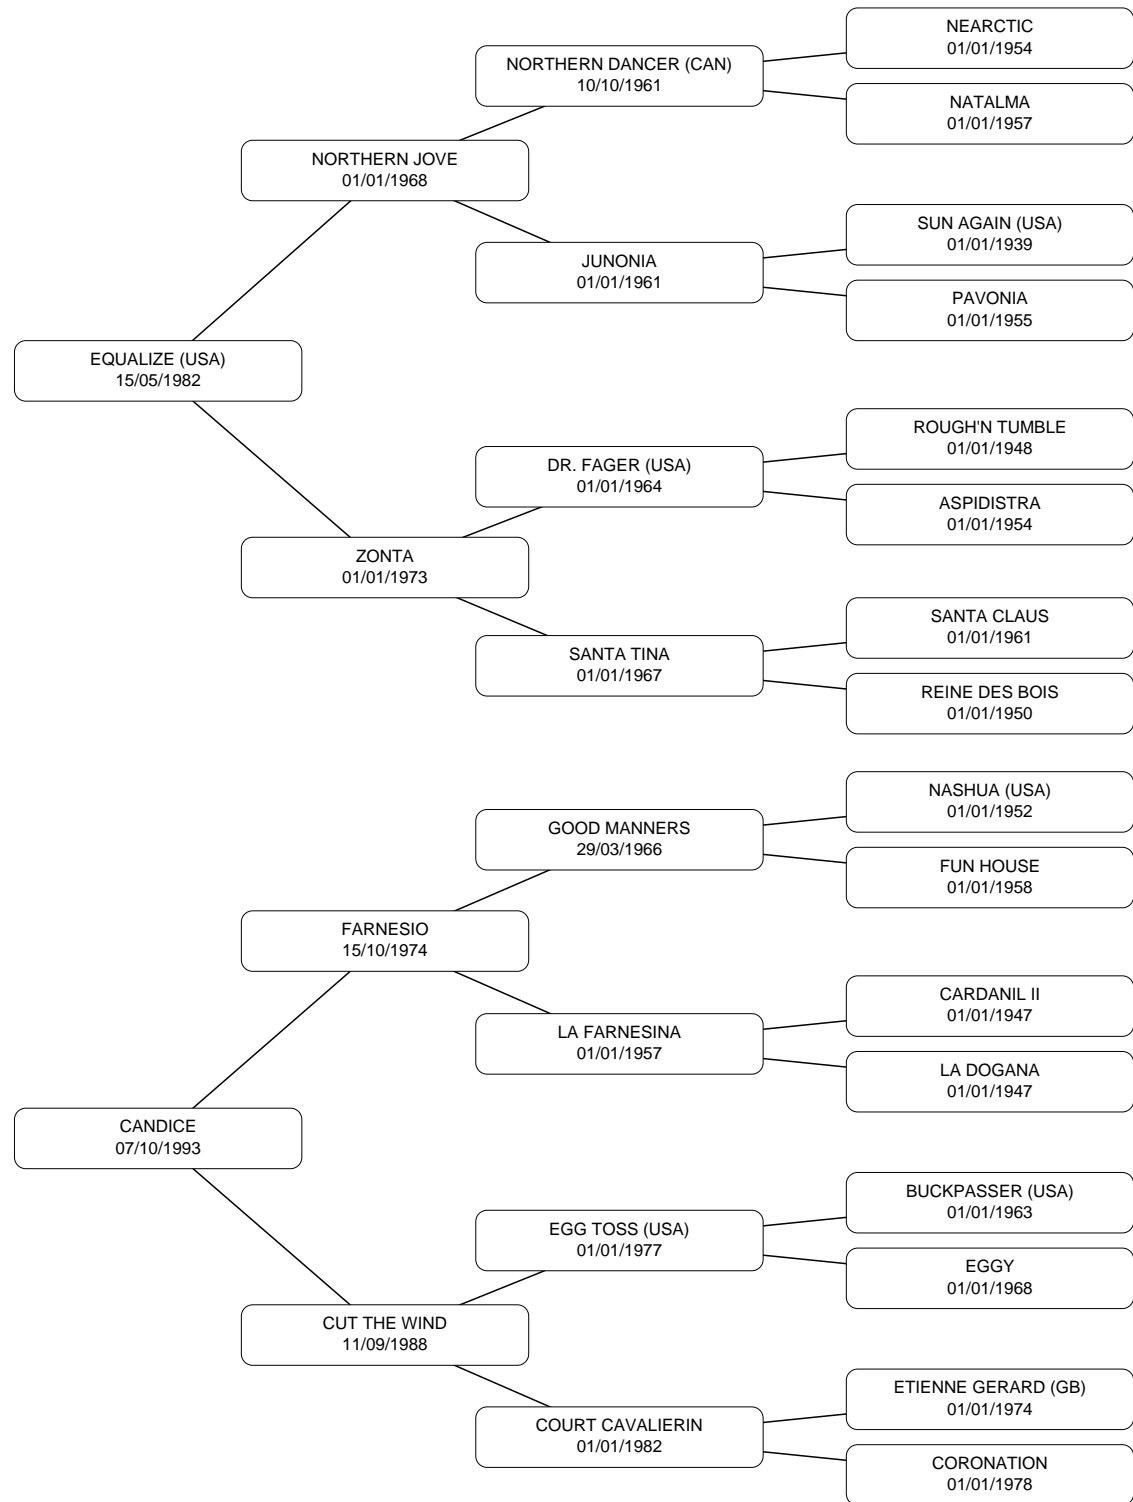 NEARCTIC
01/01/1954
NORTHERN DANCER (CAN)
10/10/1961
NATALMA
01/01/1957
NORTHERN JOVE
01/01/1968
SUN AGAIN (USA)
01/01/1939
JUNONIA
01/01/1961
PAVONIA
01/01/1955
EQUALIZE (USA)
15/05/1982
ROUGH'N TUMBLE
01/01/1948
DR. FAGER (USA)
01/01/1964
ASPIDISTRA
01/01/1954
ZONTA
01/01/1973
SANTA CLAUS
01/01/1961
SANTA TINA
01/01/1967
REINE DES BOIS
01/01/1950
NASHUA (USA)
01/01/1952
GOOD MANNERS
29/03/1966
FUN HOUSE
01/01/1958
FARNESIO
15/10/1974
CARDANIL II
01/01/1947
LA FARNESINA
01/01/1957
LA DOGANA
01/01/1947
CANDICE
07/10/1993
BUCKPASSER (USA)
01/01/1963
EGG TOSS (USA)
01/01/1977
EGGY
01/01/1968
CUT THE WIND
11/09/1988
ETIENNE GERARD (GB)
01/01/1974
COURT CAVALIERIN
01/01/1982
CORONATION
01/01/1978